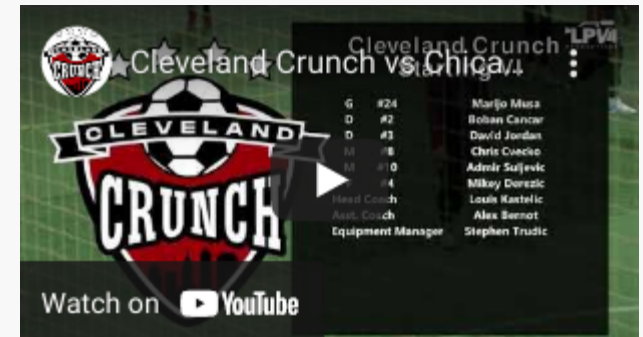 Cleveland Crunch vs Chica...
Cleveland Crunch
Starting VI
LPV
G #24 Marijo Musa
D #2 Boban Cancar
D #3 David Jordan
M #8 Chris Cvecko
M #10 Admir Suljevic
#4 Mikey Derezic
Head Coach Louis Kastelic
Asst. Coach Alex Bernot
Equipment Manager Stephen Trudic
CLEVELAND
CRUNCH
Watch on YouTube